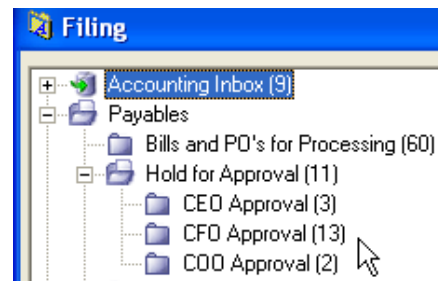 Filing
Accounting Inbox (9)
Payables
Bills and PO's for Processing (60)
Hold for Approval (11)
CEO Approval (3)
CFO Approval (13)
COO Approval (2)